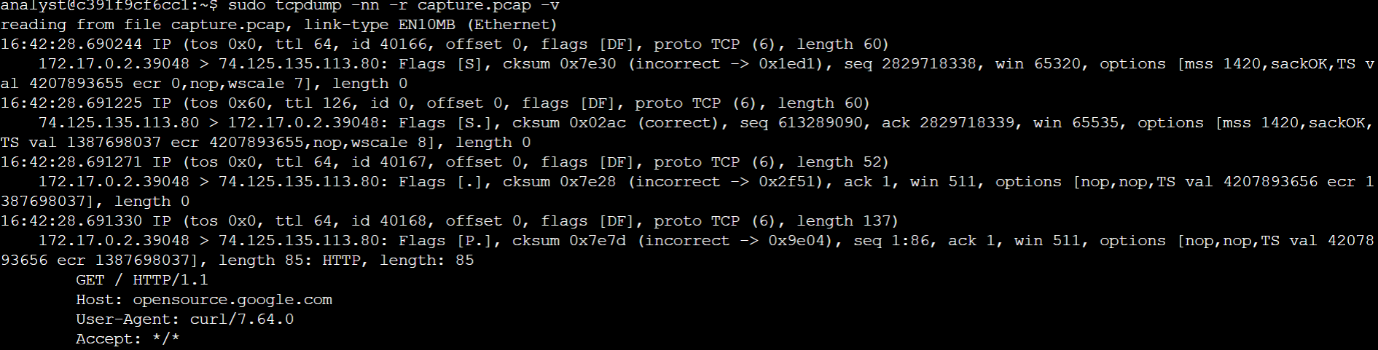 analyst@c391f9cf6cc1:~$ sudo tcpdump -nn -r capture.pcap -v
reading from file capture.pcap, link-type EN10MB (Ethernet)
16:42:28.690244 IP (tos 0x0, ttl 64, id 40166, offset 0, flags [DF], proto TCP (6), length 60)
172.17.0.2.39048 > 74.125.135.113.80: Flags [S], cksum 0x7e30 (incorrect -> 0x1ed1), seq 2829718338, win 65320, options [mss 1420,sackOK,TS v
al 4207893655 ecr 0,nop,wscale 7], length 0
16:42:28.691225 IP (tos 0x60, ttl 126, id 0, offset 0, flags [DF], proto TCP (6), length 60)
74.125.135.113.80 > 172.17.0.2.39048: Flags [S.], cksum 0x02ac (correct), seq 613289090, ack 2829718339, win 65535, options [mss 1420,sackOK,
TS val 1387698037 ecr 4207893655,nop,wscale 8], length 0
16:42:28.691271 IP (tos 0x0, ttl 64, id 40167, offset 0, flags [DF], proto TCP (6), length 52)
172.17.0.2.39048 > 74.125.135.113.80: Flags [.], cksum 0x7e28 (incorrect -> 0x2f51), ack 1, win 511, options [nop,nop,TS val 4207893656 ecr 1
387698037], length 0
16:42:28.691330 IP (tos 0x0, ttl 64, id 40168, offset 0, flags [DF], proto TCP (6), length 137)
172.17.0.2.39048 > 74.125.135.113.80: Flags [P.], cksum 0x7e7d (incorrect -> 0x9e04), seq 1:86, ack 1, win 511, options [nop,nop,TS val 42078
93656 ecr 1387698037], length 85: HTTP, length: 85
GET / HTTP/1.1
Host: opensource.google.com
User-Agent: curl/7.64.0
Accept: */*